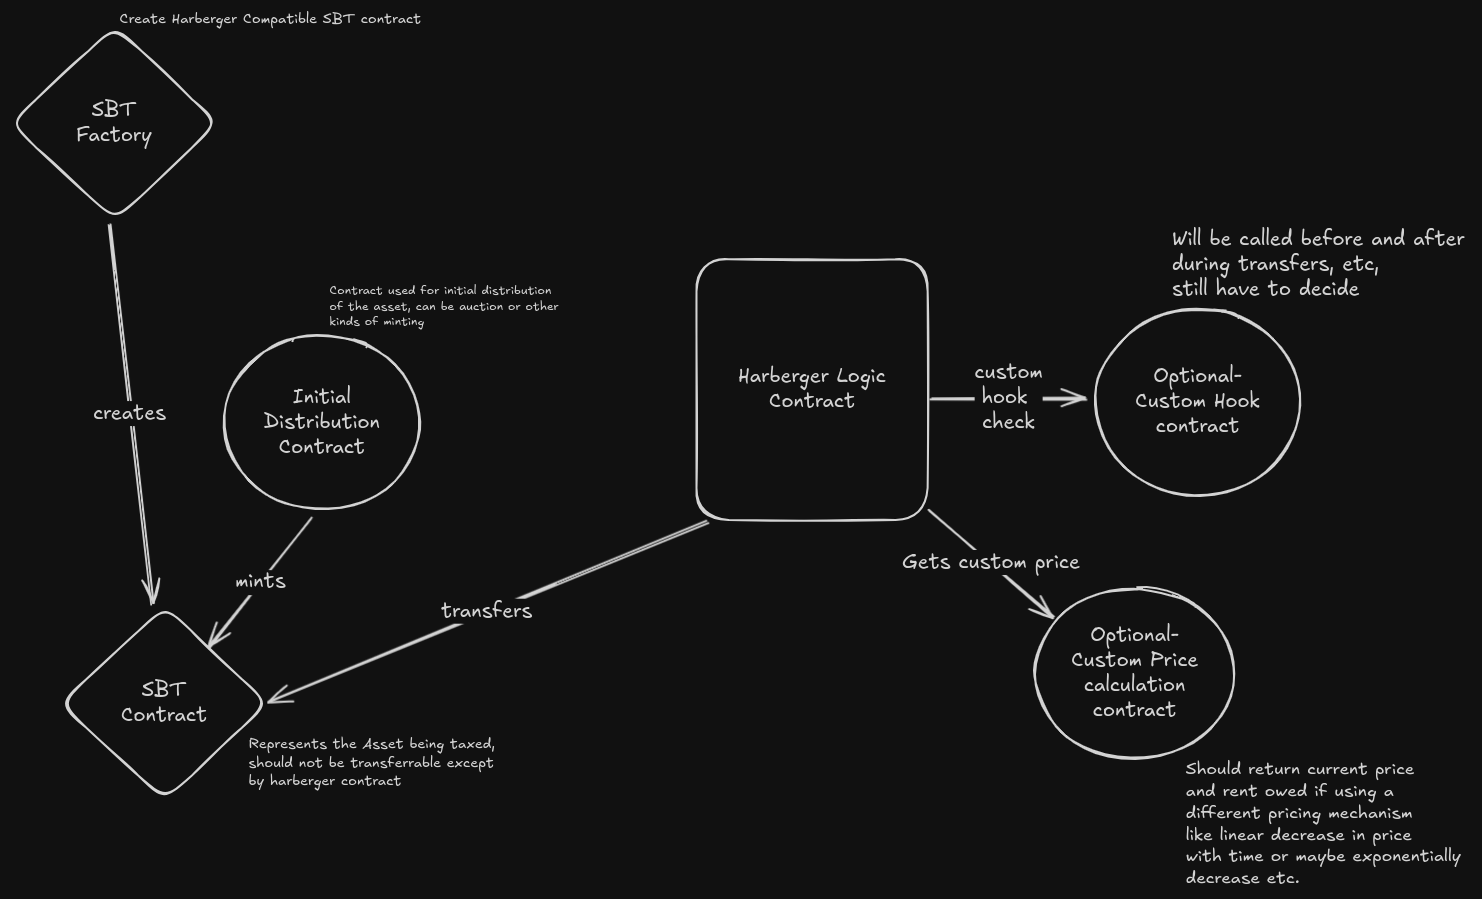 Create Harberger Compatible SBT contract
SBT
Factory
creates
Contract used for initial distribution
of the asset, can be auction or other
kinds of minting
Initial
Distribution
Contract
mints
SBT
Contract
Represents the Asset being taxed,
should not be transferrable except
by harberger contract
transfers
Harberger Logic
Contract
custom
hook
check
Will be called before and after
during transfers, etc,
still have to decide
Optional-
Custom Hook
contract
Gets custom price
Optional-
Custom Price
calculation
contract
Should return current price
and rent owed if using a
different pricing mechanism
like linear decrease in price
with time or maybe exponentially
decrease etc.